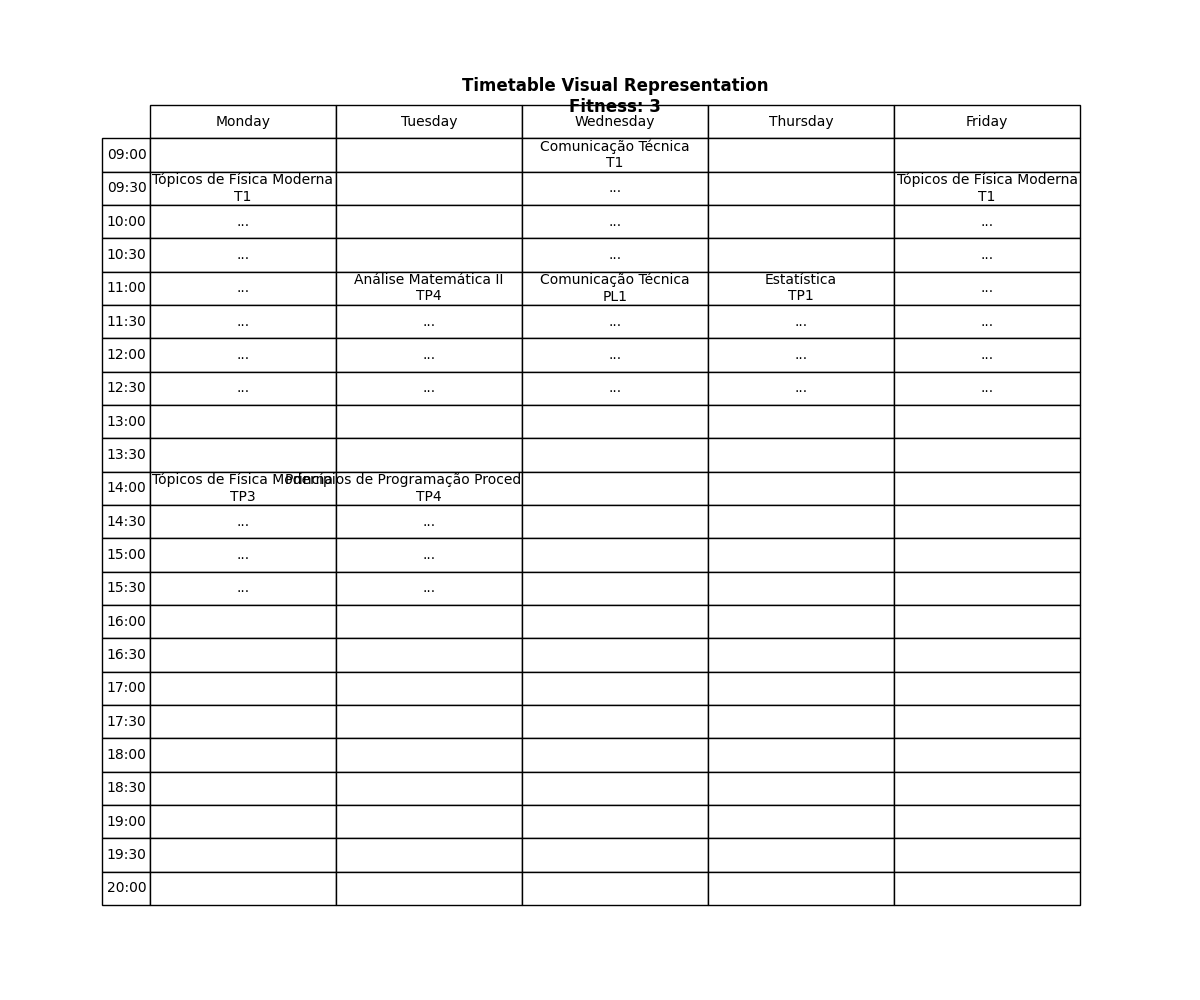 Timetable Visual Representation
Fitness: 3
Monday Tuesday Wednesday Thursday Friday
09:00 Comunicação Técnica
T1
09:30 Tópicos de Física Moderna ... Tópicos de Física Moderna
T1 T1
10:00 ... ... ...
10:30 ... ... ...
11:00 ... Análise Matemática II Comunicação Técnica Estatística ...
TP4 PL1 TP1
11:30 ... ... ... ... ...
12:00 ... ... ... ... ...
12:30 ... ... ... ... ...
13:00
13:30
14:00 Tópicos de Física Moderna Princípios de Programação Proced
TP3 TP4
14:30 ... ...
15:00 ... ...
15:30 ... ...
16:00
16:30
17:00
17:30
18:00
18:30
19:00
19:30
20:00